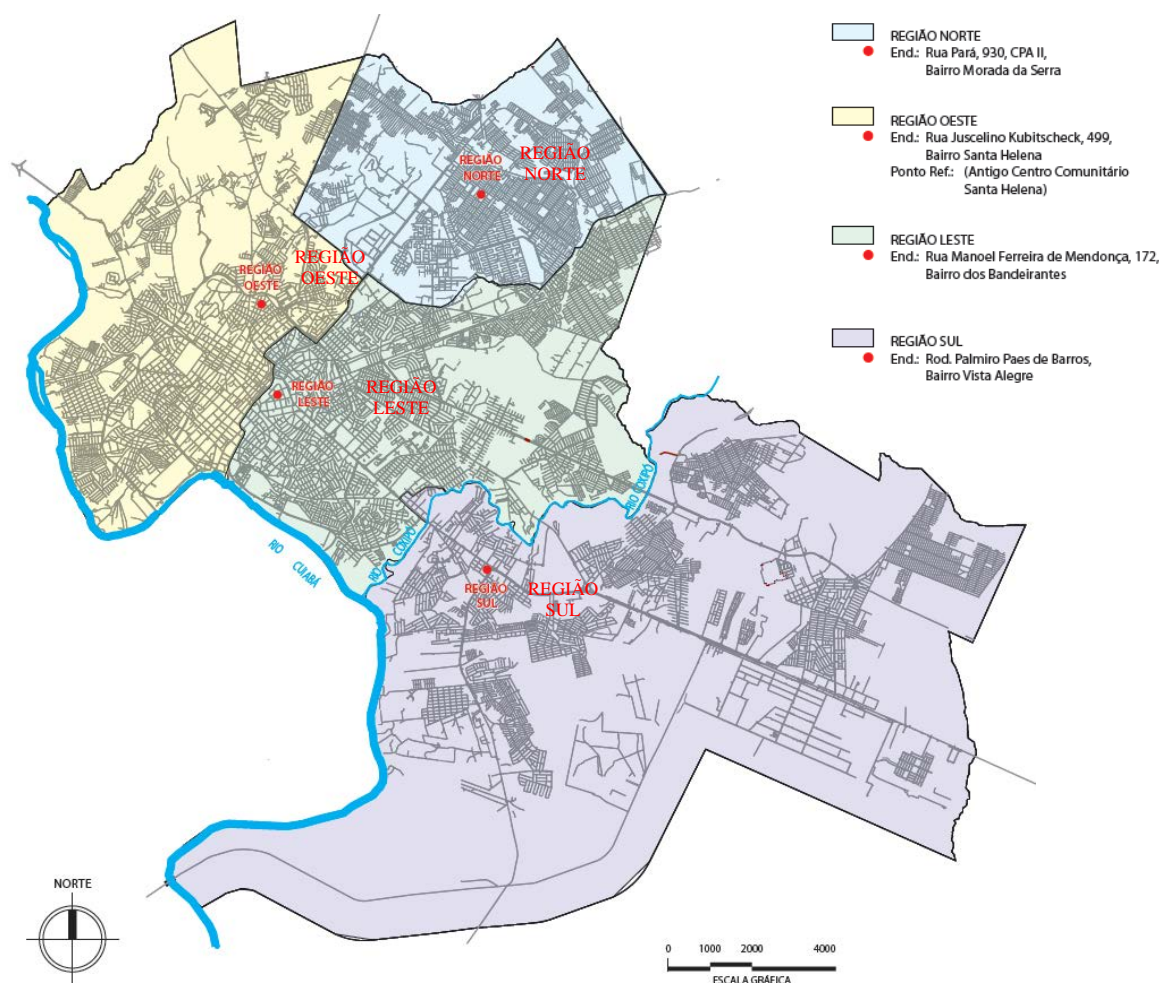 REGIÃO NORTE
End.: Rua Pará, 930, CPA II,
Bairro Morada da Serra
REGIÃO OESTE
End.: Rua Juscelino Kubitscheck, 499,
Bairro Santa Helena
Ponto Ref.: (Antigo Centro Comunitário
Santa Helena)
REGIÃO LESTE
End.: Rua Manoel Ferreira de Mendonça, 172,
Bairro dos Bandeirantes
REGIÃO SUL
End.: Rod. Palmiro Paes de Barros,
Bairro Vista Alegre
REGIÃO
NORTE
REGIÃO
NORTE
REGIÃO
OESTE
REGIÃO
OESTE
REGIÃO
LESTE
REGIÃO
LESTE
RIO COXIPÓ
RIO COXIPÓ
RIO CUIABÁ
REGIÃO
SUL
REGIÃO
SUL
NORTE
0 1000 2000 4000
ESCALA GRÁFICA